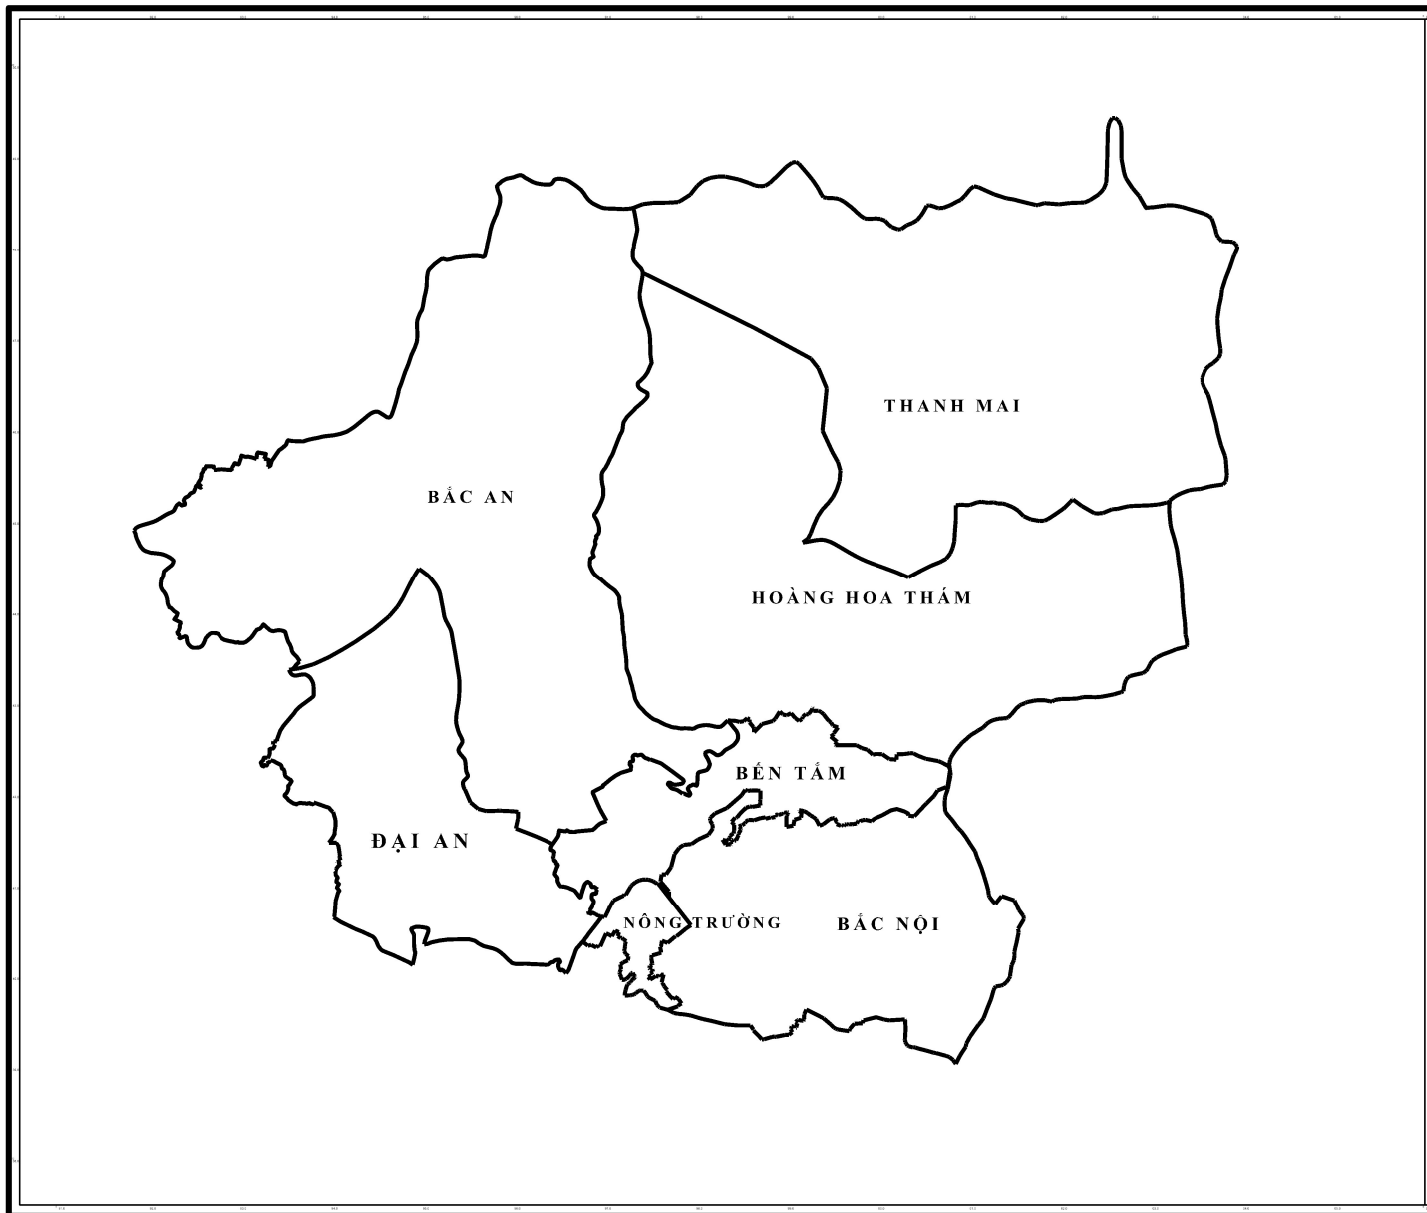 THANH MAI
BẮC AN
HOÀNG HOA THÁM
BẾN TẮM
ĐẠI AN
NÔNG TRƯỜNG
BẮC NỘI